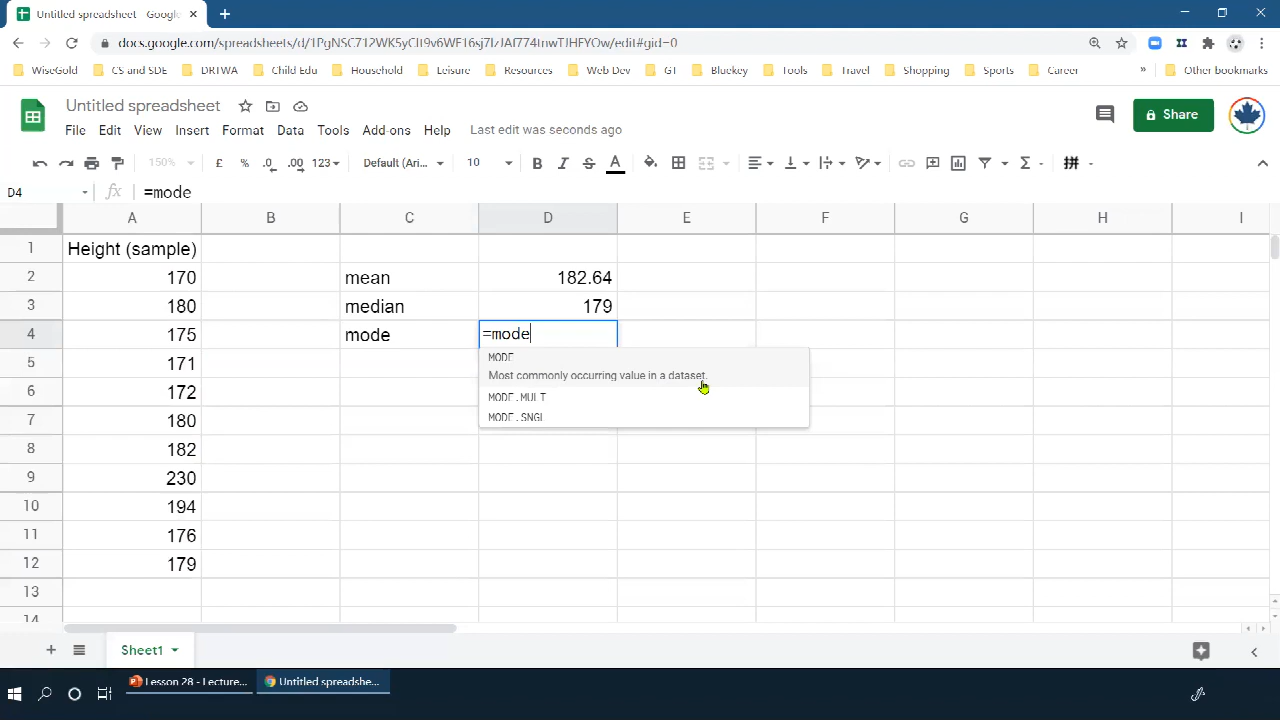 Untitled spreadsheet - Google
docs.google.com/spreadsheets/d/
WiseGold CS and SDE DRTWA Child Edu Household Leisure Resources Web Dev GT Bluekey Tools Travel Shopping Sports Career » Other bookmarks
Untitled spreadsheet
Share
File Edit View Insert Format Data Tools Add-ons Help Last edit was seconds ago
150% £ % .0 .00 123 Default (Ari... 10 B I S A Σ
D4 fx =mode
A B C D E F G H I
1 Height (sample)
2 170 mean 182.64
3 180 median 179
4 175 mode =mode
MODE
5 171
Most commonly occurring value in a dataset.
6 172
MODE.MULT
7 180
MODE.SNGL
8 182
9 230
10 194
11 176
12 179
13
14
+ Sheet1
Lesson 28 - Lecture... Untitled spreadshe...